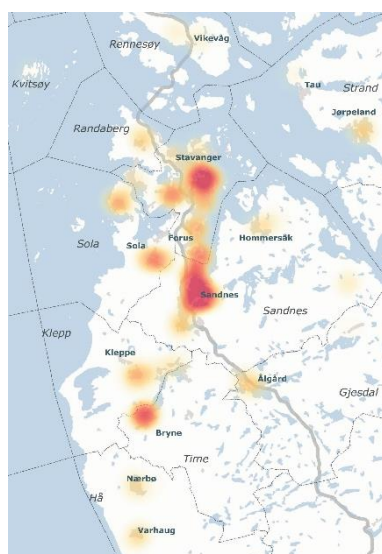 Vikevåg
Rennesøy
Kvitsøy
Tau
Strand
Jørpeland
Randaberg
Stavanger
Sola
Forus
Hommersåk
Sola
Sandnes
Sandnes
Klepp
Kleppe
Ålgård
Gjesdal
Bryne
Time
Nærbø
Hå
Varhaug